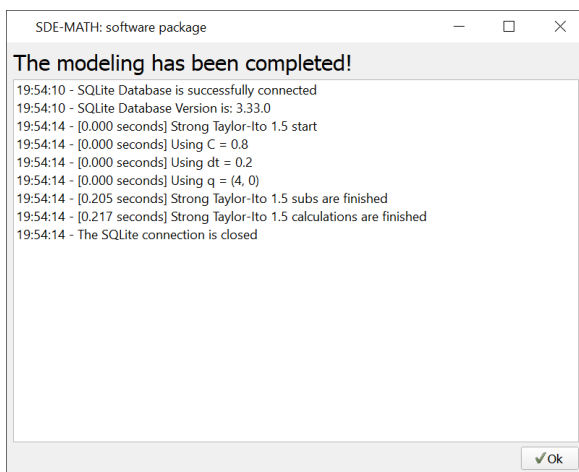 SDE-MATH: software package
The modeling has been completed!
19:54:10 - SQLite Database is successfully connected
19:54:10 - SQLite Database Version is: 3.33.0
19:54:14 - [0.000 seconds] Strong Taylor-Ito 1.5 start
19:54:14 - [0.000 seconds] Using C = 0.8
19:54:14 - [0.000 seconds] Using dt = 0.2
19:54:14 - [0.000 seconds] Using q = (4, 0)
19:54:14 - [0.205 seconds] Strong Taylor-Ito 1.5 subs are finished
19:54:14 - [0.217 seconds] Strong Taylor-Ito 1.5 calculations are finished
19:54:14 - The SQLite connection is closed
Ok